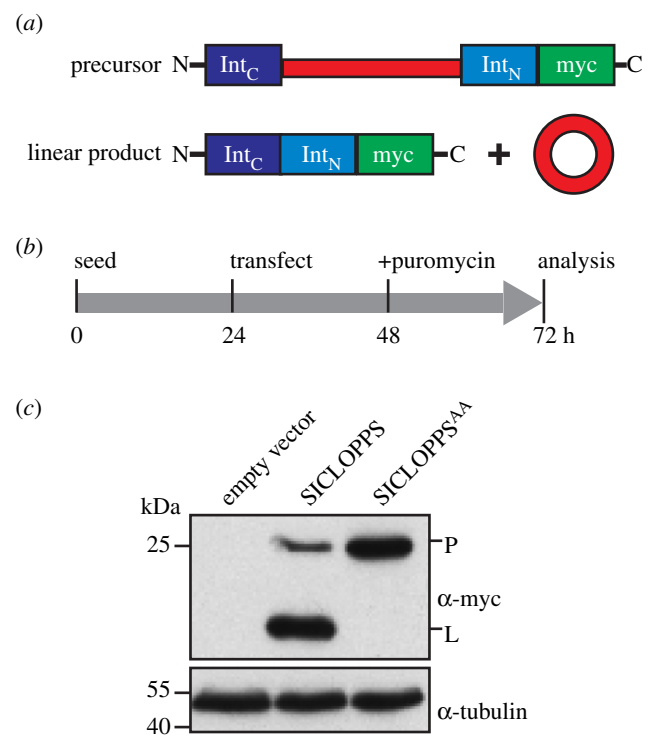 (a)
precursor N IntC IntN myc C
linear product N IntC IntN myc C +
(b)
seed transfect +puromycin analysis
0 24 48 72 h
(c)
empty vector SICLOPPS SICLOPPSAA
kDa
25 P
α-myc
L
55
α-tubulin
40